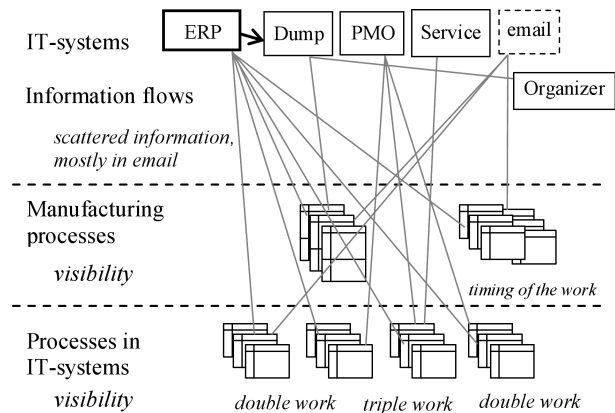 IT-systems
ERP
Dump
PMO
Service
email
Organizer
Information flows
scattered information,
mostly in email
Manufacturing
processes
visibility
timing of the work
Processes in
IT-systems
visibility
double work
triple work
double work